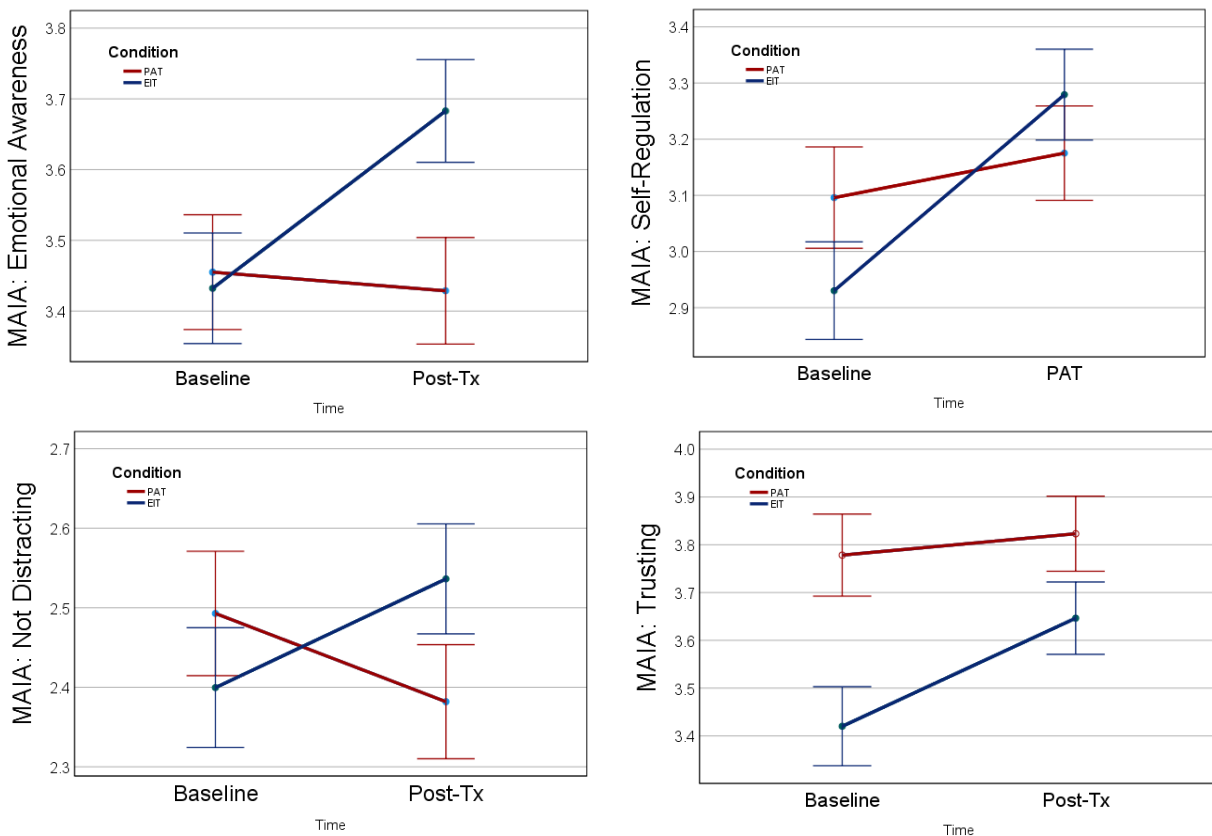 MAIA: Emotional Awareness
3.8
3.7
3.6
3.5
3.4
Condition
PAT
EIT
Baseline
Post-Tx
Time
MAIA: Self-Regulation
3.4
3.3
3.2
3.1
3.0
2.9
Condition
PAT
EIT
Baseline
PAT
Time
MAIA: Not Distracting
2.7
2.6
2.5
2.4
2.3
Condition
PAT
EIT
Baseline
Post-Tx
Time
MAIA: Trusting
4.0
3.9
3.8
3.7
3.6
3.5
3.4
Condition
PAT
EIT
Baseline
Post-Tx
Time